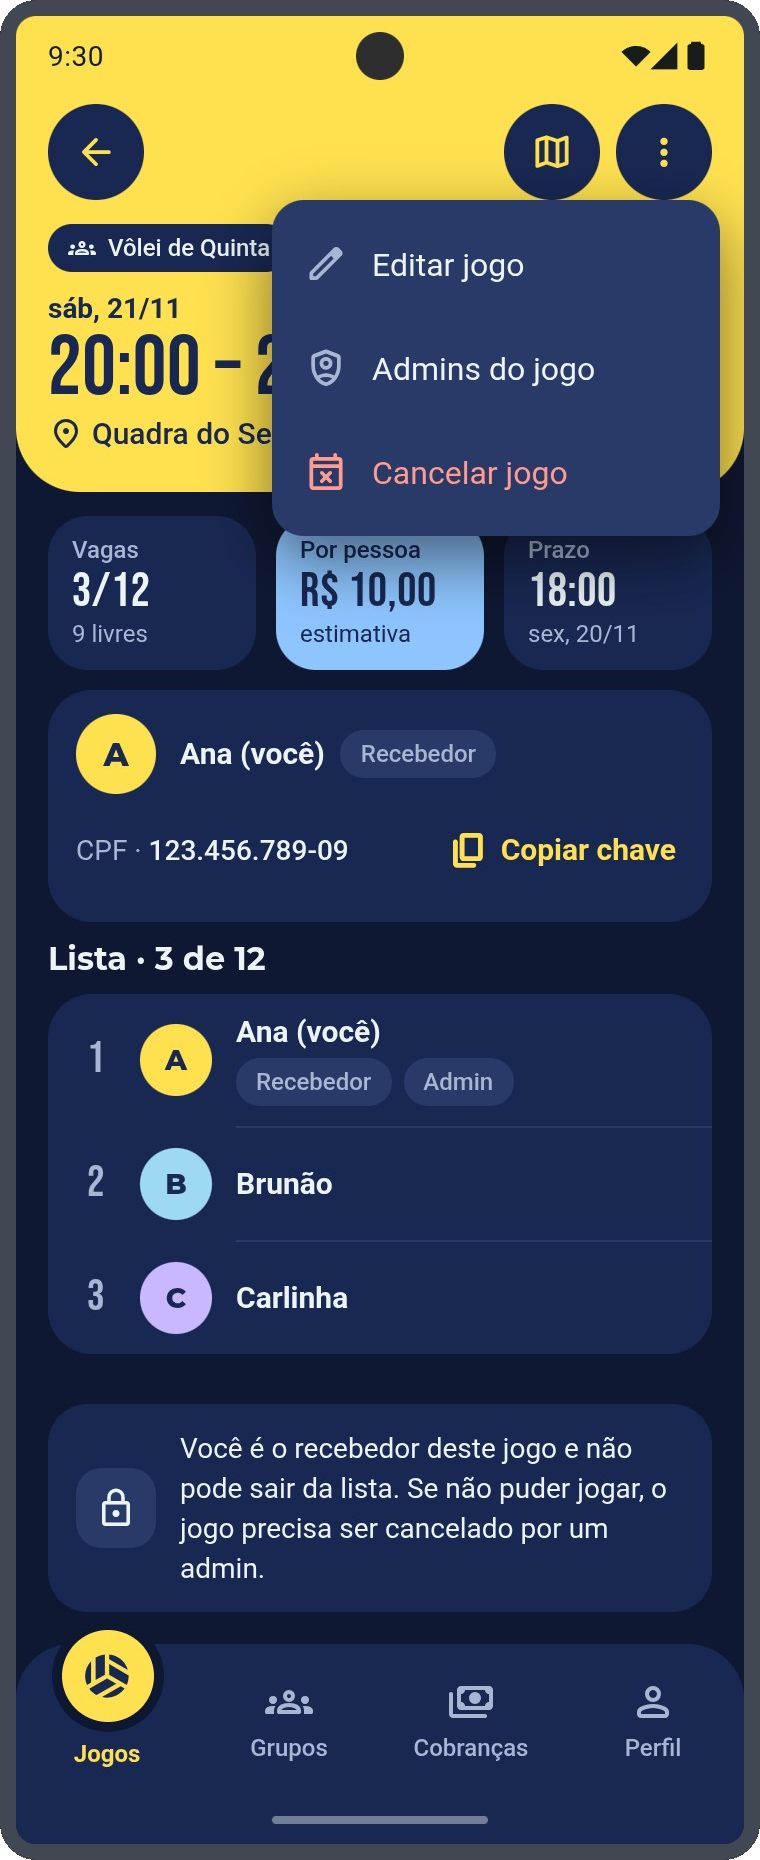 9:30
Vôlei de Quinta
Editar jogo
sáb, 21/11
20:00 – 2
Admins do jogo
Quadra do Se
Cancelar jogo
Vagas
3/12
9 livres
Por pessoa
R$ 10,00
estimativa
Prazo
18:00
sex, 20/11
A
Ana (você)
Recebedor
CPF · 123.456.789-09
Copiar chave
Lista · 3 de 12
1
A
Ana (você)
Recebedor
Admin
2
B
Brunão
3
C
Carlinha
Você é o recebedor deste jogo e não
pode sair da lista. Se não puder jogar, o
jogo precisa ser cancelado por um
admin.
Jogos
Grupos
Cobranças
Perfil